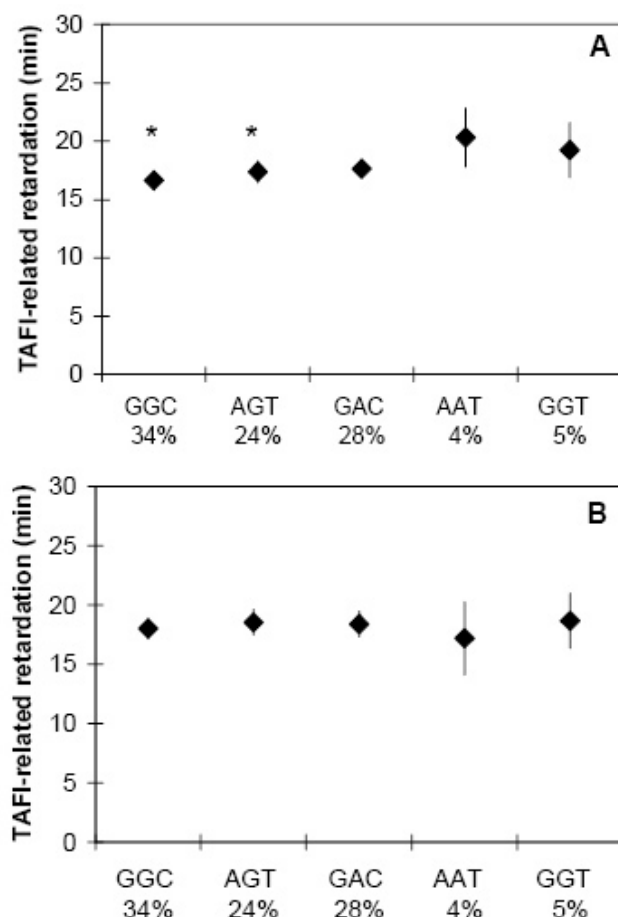 A
TAFI-related retardation (min)
30
25
20
15
10
5
0
* *
GGC AGT GAC AAT GGT
34% 24% 28% 4% 5%
B
TAFI-related retardation (min)
30
25
20
15
10
5
0
GGC AGT GAC AAT GGT
34% 24% 28% 4% 5%